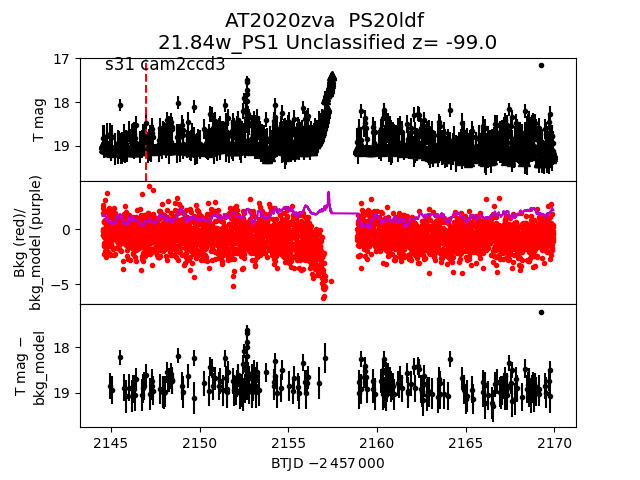 AT2020zva  PS20ldf
21.84w_PS1 Unclassified z= -99.0
s31 cam2ccd3
17
18
19
T mag
0
−5
Bkg (red)/
bkg_model (purple)
18
19
T mag −
bkg_model
2145 2150 2155 2160 2165 2170
BTJD −2 457 000